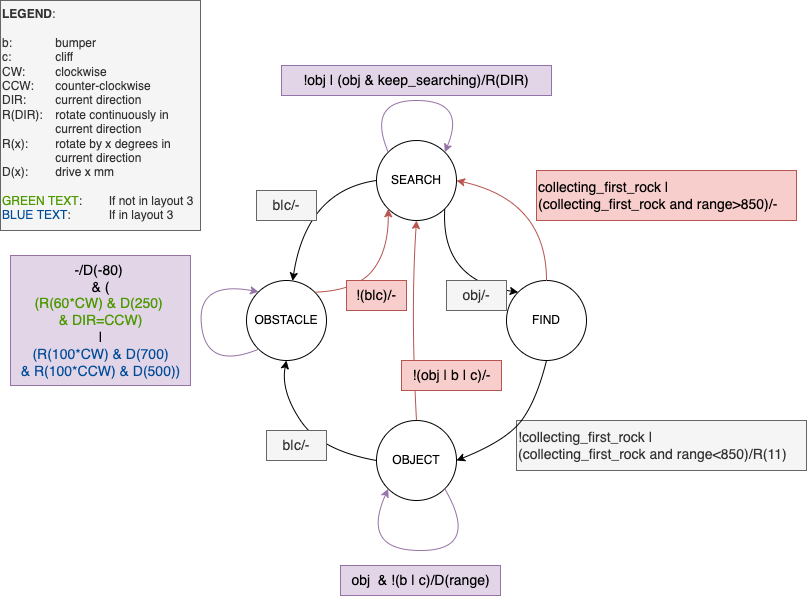 LEGEND:
b: bumper
c: cliff
CW: clockwise
CCW: counter-clockwise
DIR: current direction
R(DIR): rotate continuously in
current direction
R(x): rotate by x degrees in
current direction
D(x): drive x mm
GREEN TEXT: If not in layout 3
BLUE TEXT: If in layout 3
!obj | (obj & keep_searching)/R(DIR)
SEARCH
collecting_first_rock |
(collecting_first_rock and range>850)/-
b|c/-
-/D(-80)
& (
(R(60*CW) & D(250)
& DIR=CCW)
|
(R(100*CW) & D(700)
& R(100*CCW) & D(500))
!(b|c)/-
obj/-
OBSTACLE
FIND
!(obj | b | c)/-
b|c/-
!collecting_first_rock |
(collecting_first_rock and range<850)/R(11)
OBJECT
obj & !(b | c)/D(range)